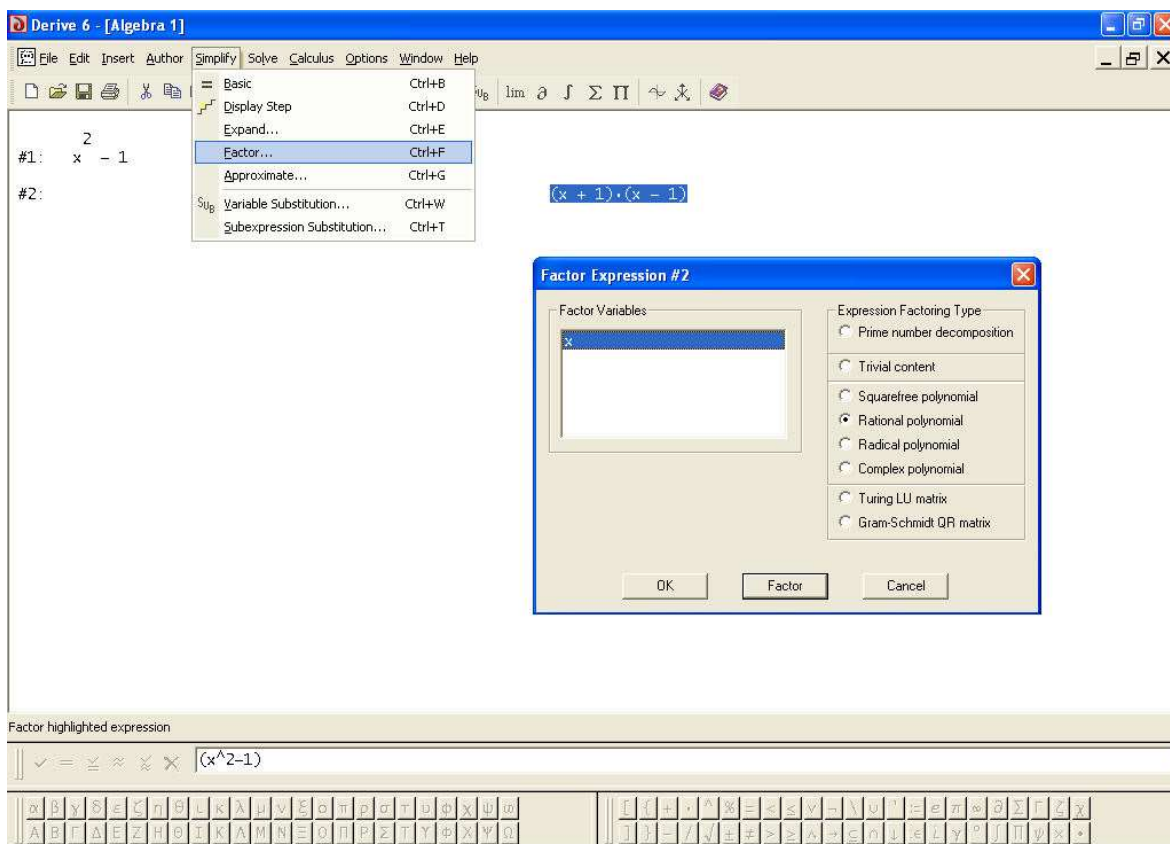 Derive 6 - [Algebra 1]
File Edit Insert Author Simplify Solve Calculus Options Window Help
= Basic Ctrl+B
Display Step Ctrl+D
Expand... Ctrl+E
Factor... Ctrl+F
Approximate... Ctrl+G
SUB Variable Substitution... Ctrl+W
Subexpression Substitution... Ctrl+T
lim ∂ ∫ Σ Π
2
#1: x - 1
#2: (x + 1)·(x - 1)
Factor Expression #2
Factor Variables
x
Expression Factoring Type
Prime number decomposition
Trivial content
Squarefree polynomial
Rational polynomial
Radical polynomial
Complex polynomial
Turing LU matrix
Gram-Schmidt QR matrix
OK Factor Cancel
Factor highlighted expression
(x^2-1)
α β γ δ ε ζ η θ ι κ λ μ ν ξ ο π ρ σ τ υ φ χ ψ ω
Α Β Γ Δ Ε Ζ Η Θ Ι Κ Λ Μ Ν Ξ Ο Π Ρ Σ Τ Υ Φ Χ Ψ Ω